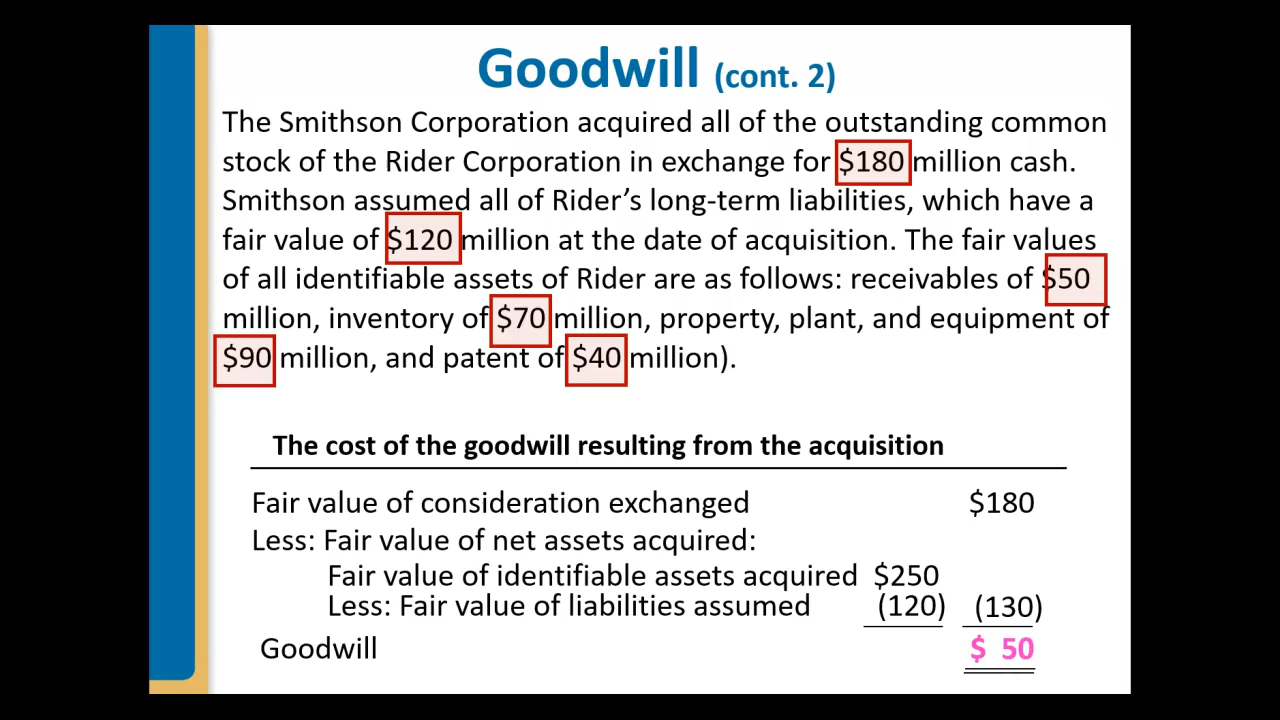 Goodwill (cont. 2)
The Smithson Corporation acquired all of the outstanding common
stock of the Rider Corporation in exchange for $180 million cash.
Smithson assumed all of Rider’s long-term liabilities, which have a
fair value of $120 million at the date of acquisition. The fair values
of all identifiable assets of Rider are as follows: receivables of $50
million, inventory of $70 million, property, plant, and equipment of
$90 million, and patent of $40 million).
The cost of the goodwill resulting from the acquisition
Fair value of consideration exchanged $180
Less: Fair value of net assets acquired:
Fair value of identifiable assets acquired $250
Less: Fair value of liabilities assumed (120) (130)
Goodwill $ 50